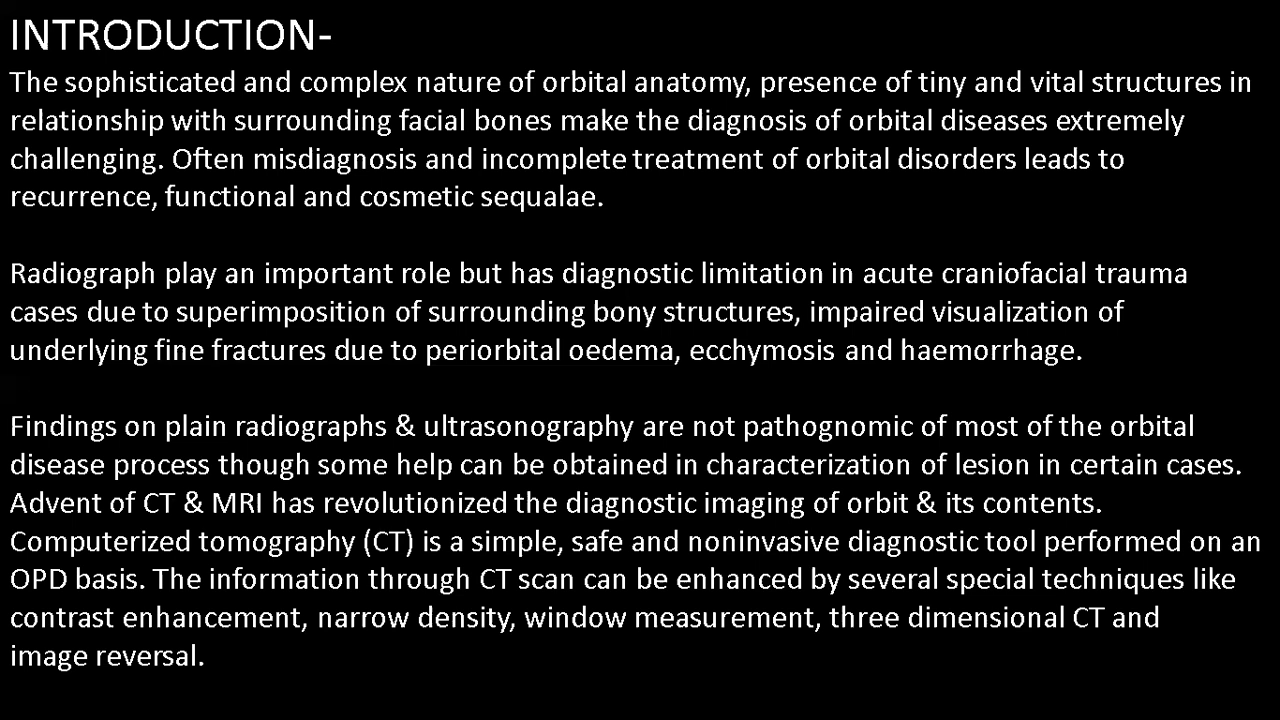 INTRODUCTION-
The sophisticated and complex nature of orbital anatomy, presence of tiny and vital structures in
relationship with surrounding facial bones make the diagnosis of orbital diseases extremely
challenging. Often misdiagnosis and incomplete treatment of orbital disorders leads to
recurrence, functional and cosmetic sequalae.
Radiograph play an important role but has diagnostic limitation in acute craniofacial trauma
cases due to superimposition of surrounding bony structures, impaired visualization of
underlying fine fractures due to periorbital oedema, ecchymosis and haemorrhage.
Findings on plain radiographs & ultrasonography are not pathognomic of most of the orbital
disease process though some help can be obtained in characterization of lesion in certain cases.
Advent of CT & MRI has revolutionized the diagnostic imaging of orbit & its contents.
Computerized tomography (CT) is a simple, safe and noninvasive diagnostic tool performed on an
OPD basis. The information through CT scan can be enhanced by several special techniques like
contrast enhancement, narrow density, window measurement, three dimensional CT and
image reversal.